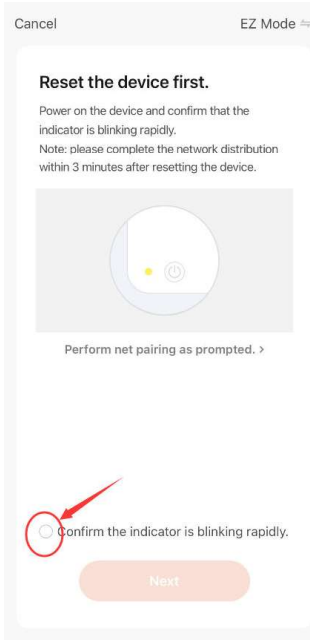 Cancel
EZ Mode
Reset the device first.
Power on the device and confirm that the
indicator is blinking rapidly.
Note: please complete the network distribution
within 3 minutes after resetting the device.
Perform net pairing as prompted. >
Confirm the indicator is blinking rapidly.
Next